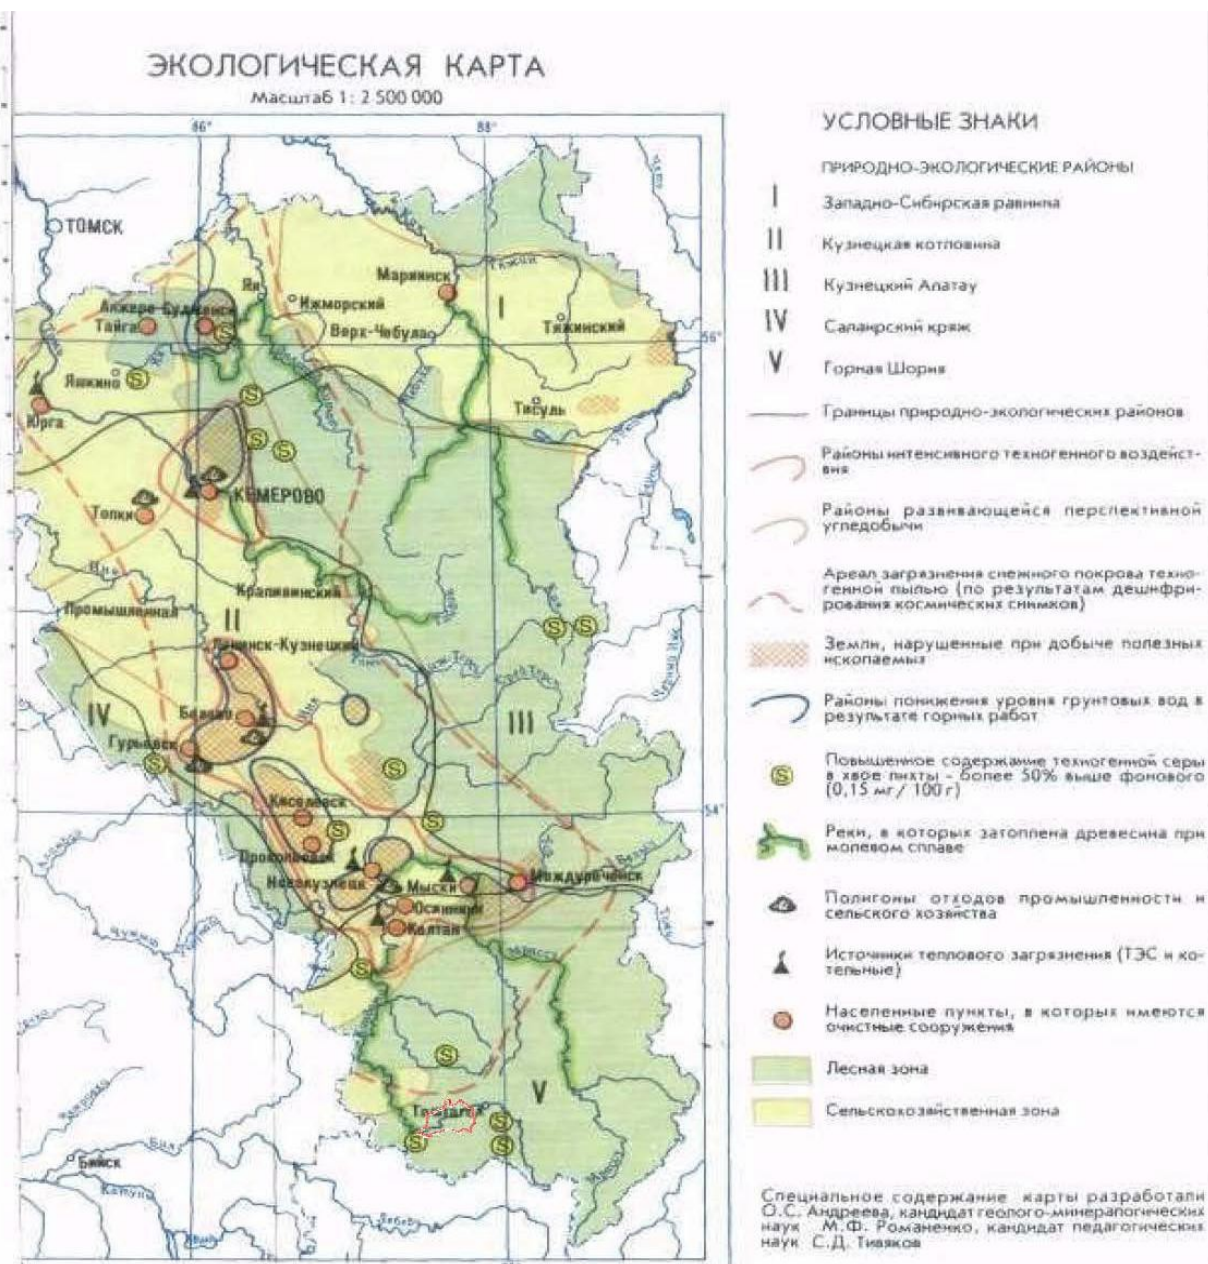 ЭКОЛОГИЧЕСКАЯ КАРТА
Масштаб 1: 2 500 000
86°
88°
ТОМСК
Мариинск
Яя
Ижморский
I
Анжеро-Судженск
Тайга
Верх-Чебула
Тяжинский
56°
Яшкино
Тисуль
Юрга
КЕМЕРОВО
Топки
Крапивинский
Промышленная
II
Ленинск-Кузнецкий
IV
Белово
III
Гурьевск
Киселевск
54°
Прокопьевск
Новокузнецк
Мыски
Междуреченск
Осинники
Калтан
V
Таштагол
Бийск
УСЛОВНЫЕ ЗНАКИ
ПРИРОДНО-ЭКОЛОГИЧЕСКИЕ РАЙОНЫ
I Западно-Сибирская равнина
II Кузнецкая котловина
III Кузнецкий Алатау
IV Салаирский кряж
V Горная Шория
Границы природно-экологических районов
Районы интенсивного техногенного воздейст-
вия
Районы развивающейся перспективной
угледобычи
Ареал загрязнения снежного покрова техно-
генной пылью (по результатам дешифри-
рования космических снимков)
Земли, нарушенные при добыче полезных
ископаемых
Районы понижения уровня грунтовых вод в
результате горных работ
S Повышенное содержание техногенной серы
в хвое пихты - более 50% выше фонового
(0,15 мг / 100 г)
Реки, в которых затоплена древесина при
молевом сплаве
Полигоны отходов промышленности и
сельского хозяйства
Источники теплового загрязнения (ТЭС и ко-
тельные)
Населенные пункты, в которых имеются
очистные сооружения
Лесная зона
Сельскохозяйственная зона
Специальное содержание карты разработали
О.С. Андреева, кандидат геолого-минералогических
наук М.Ф. Романенко, кандидат педагогических
наук С.Д. Тивяков